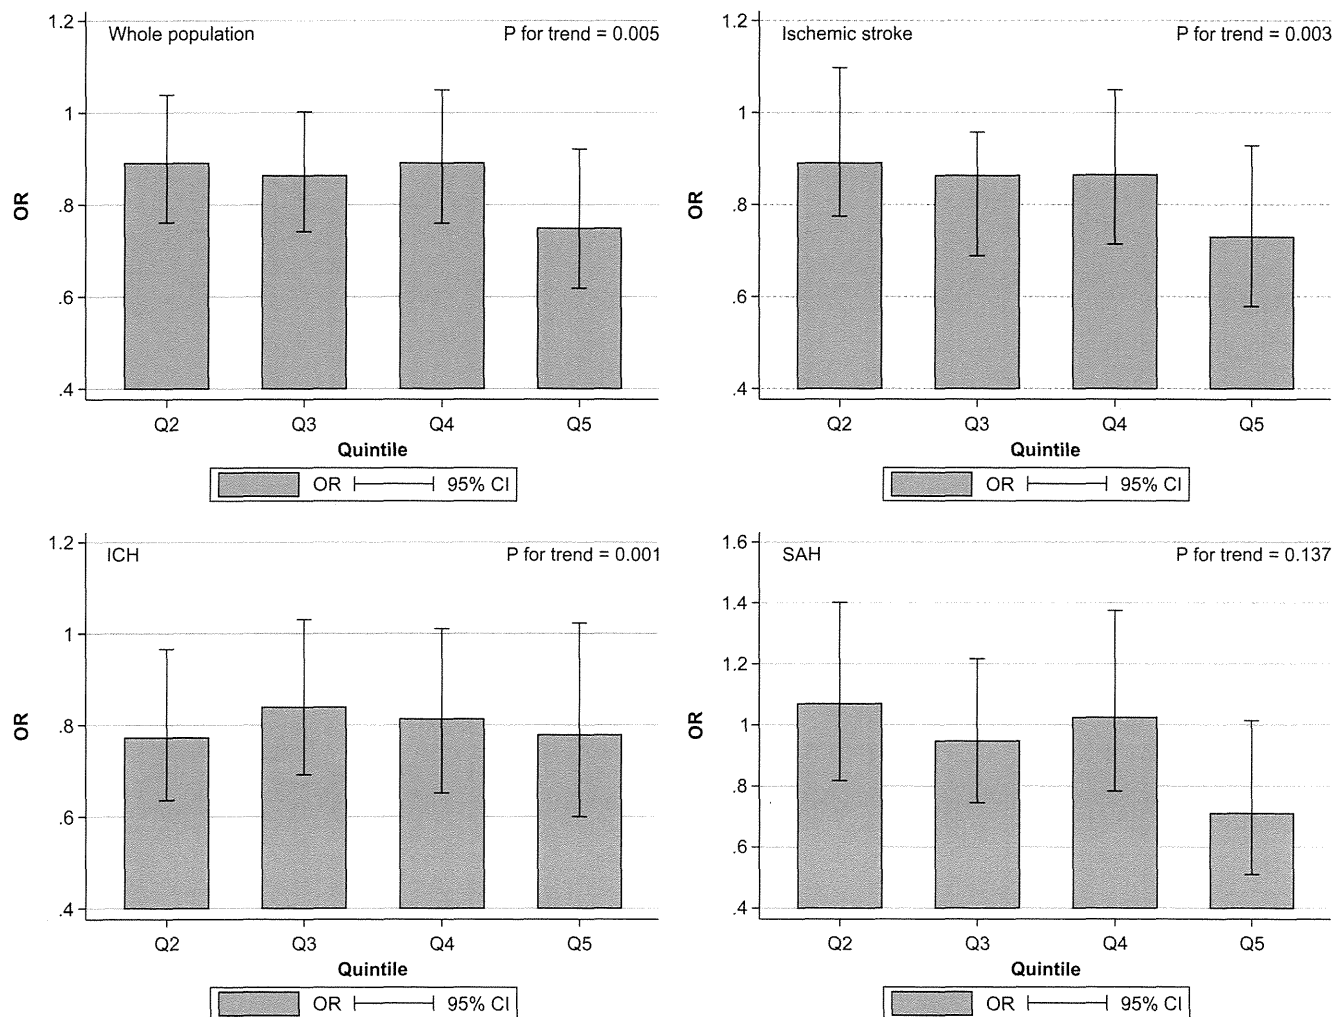 1.2
Whole population
P for trend = 0.005
1
.8
.6
.4
OR
Q2 Q3 Q4 Q5
Quintile
OR 95% CI
1.2
Ischemic stroke
P for trend = 0.003
1
.8
.6
.4
OR
Q2 Q3 Q4 Q5
Quintile
OR 95% CI
1.2
ICH
P for trend = 0.001
1
.8
.6
.4
OR
Q2 Q3 Q4 Q5
Quintile
OR 95% CI
1.6
SAH
P for trend = 0.137
1.4
1.2
1
.8
.6
.4
OR
Q2 Q3 Q4 Q5
Quintile
OR 95% CI